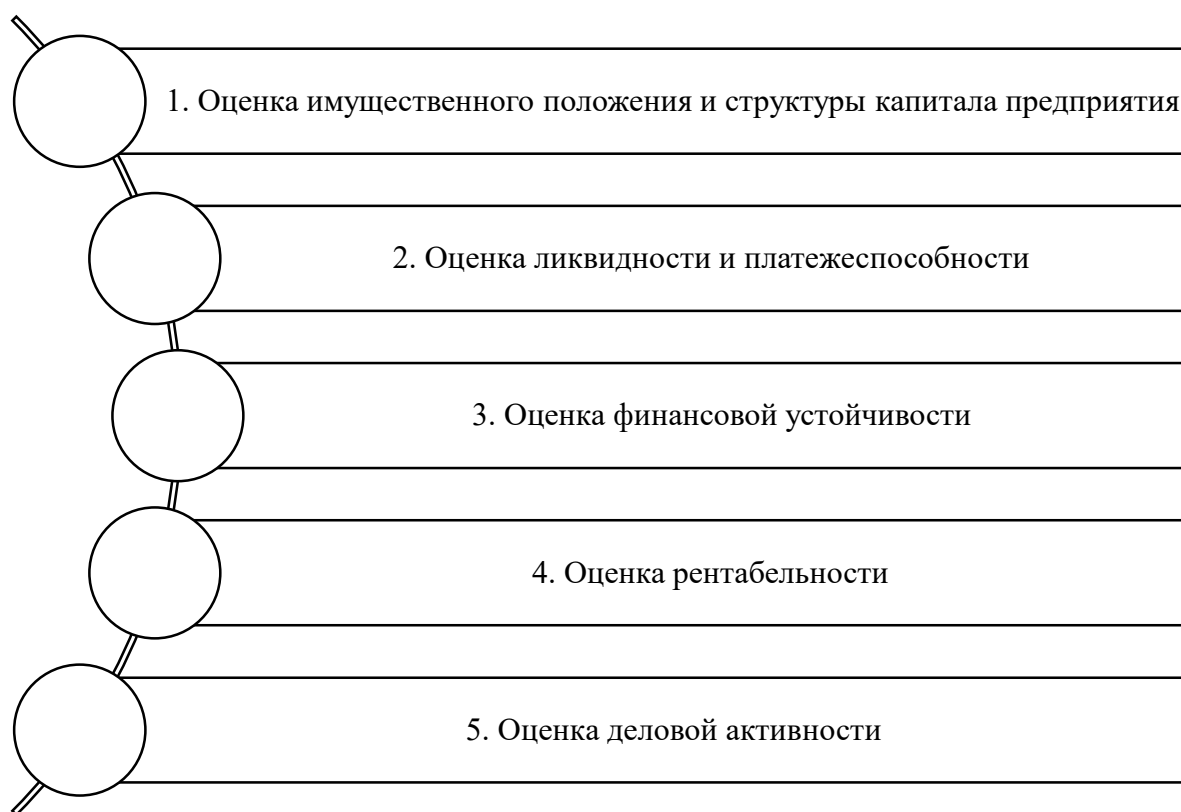 1. Оценка имущественного положения и структуры капитала предприятия
2. Оценка ликвидности и платежеспособности
3. Оценка финансовой устойчивости
4. Оценка рентабельности
5. Оценка деловой активности